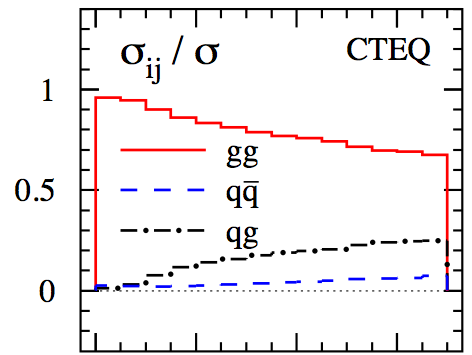 σij / σ CTEQ
1
gg
0.5
qq̄
qg
0